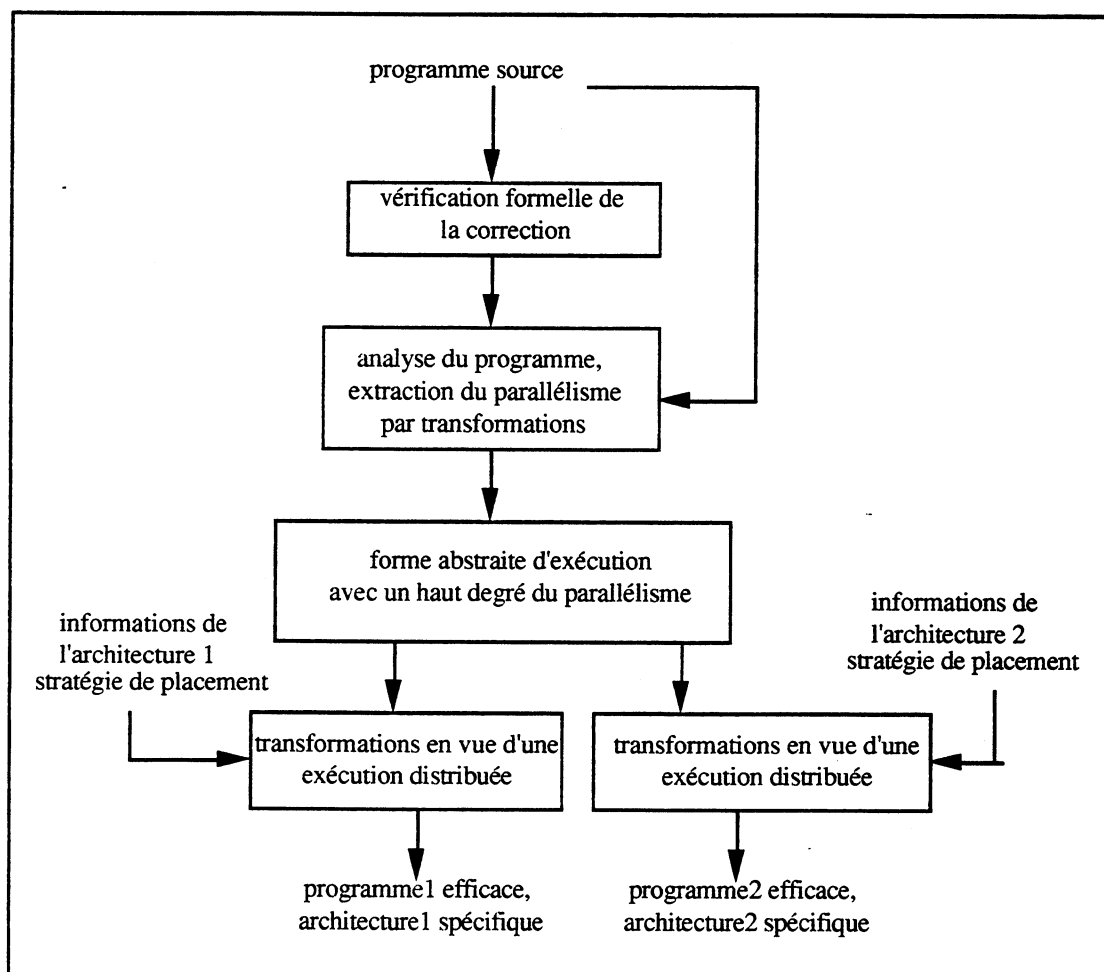 programme source
vérification formelle de
la correction
analyse du programme,
extraction du parallélisme
par transformations
forme abstraite d'exécution
avec un haut degré du parallélisme
informations de
l'architecture 1
stratégie de placement
informations de
l'architecture 2
stratégie de placement
transformations en vue d'une
exécution distribuée
transformations en vue d'une
exécution distribuée
programme1 efficace,
architecture1 spécifique
programme2 efficace,
architecture2 spécifique